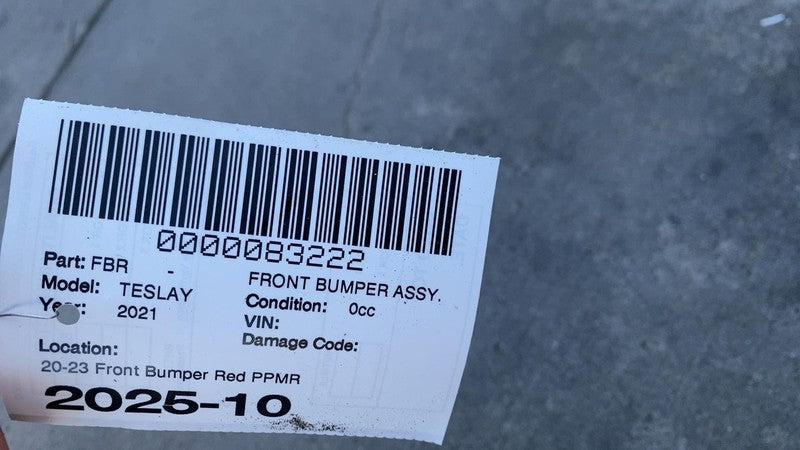 0000083222
Part: FBR - FRONT BUMPER ASSY.
Model: TESLAY Condition: 0cc
Year: 2021 VIN:
Damage Code:
Location:
20-23 Front Bumper Red PPMR
2025-10